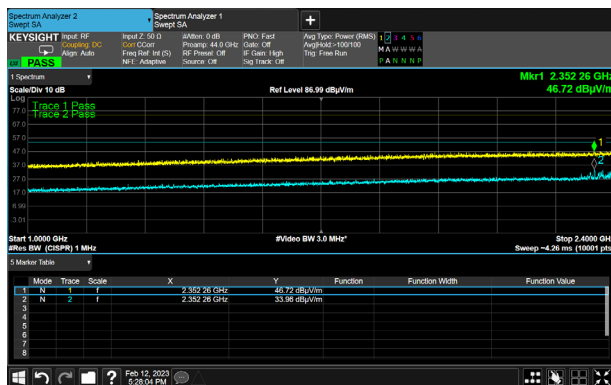 Spectrum Analyzer 2
Swept SA
Spectrum Analyzer 1
Swept SA
+
KEYSIGHT
Input: RF
Coupling: DC
Align: Auto
Input Z: 50 Ω
Corr CCorr
Freq Ref: Int (S)
NFE: Adaptive
#Atten: 0 dB
Preamp: 44.0 GHz
RF Presel: Off
Source: Off
PNO: Fast
Gate: Off
IF Gain: High
Sig Track: Off
Avg Type: Power (RMS)
Avg|Hold:>100/100
Trig: Free Run
1 2 3 4 5 6
M A W W W A
P A N N N P
PASS
1 Spectrum
Scale/Div 10 dB
Ref Level 86.99 dBµV/m
Mkr1 2.352 26 GHz
46.72 dBµV/m
Log
Trace 1 Pass
Trace 2 Pass
77.0
67.0
57.0
47.0
37.0
27.0
17.0
6.99
-3.01
1
2
Start 1.0000 GHz
#Res BW (CISPR) 1 MHz
#Video BW 3.0 MHz*
Stop 2.4000 GHz
Sweep ~4.26 ms (10001 pts)
5 Marker Table
Mode Trace Scale X Y Function Function Width Function Value
1 N 1 f 2.352 26 GHz 46.72 dBµV/m
2 N 2 f 2.352 26 GHz 33.96 dBµV/m
3
4
5
6
7
8
?
Feb 12, 2023
5:28:04 PM